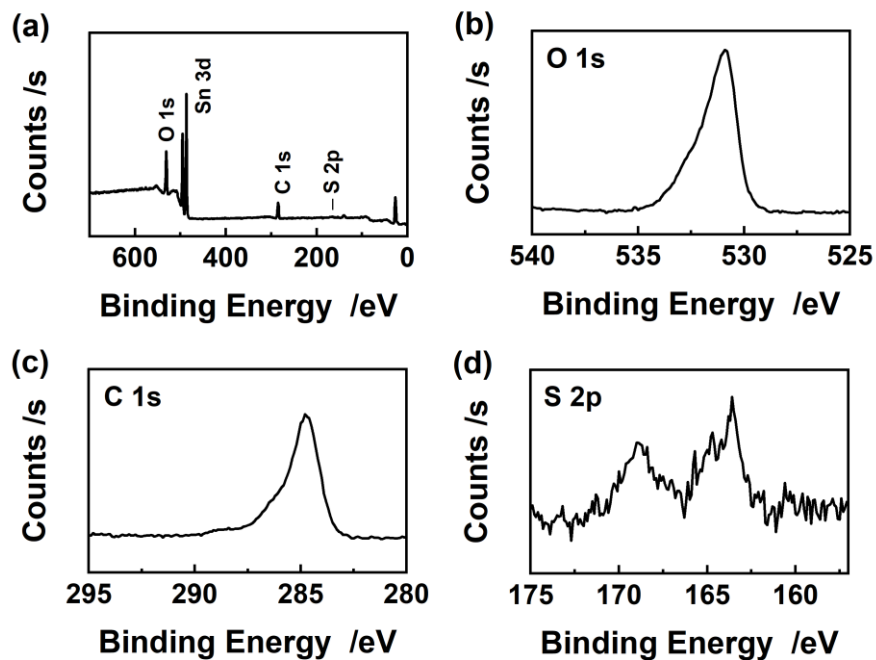 (a)
Counts /s
O 1s
Sn 3d
C 1s
S 2p
600 400 200 0
Binding Energy /eV
(b)
Counts /s
O 1s
540 535 530 525
Binding Energy /eV
(c)
Counts /s
C 1s
295 290 285 280
Binding Energy /eV
(d)
Counts /s
S 2p
175 170 165 160
Binding Energy /eV